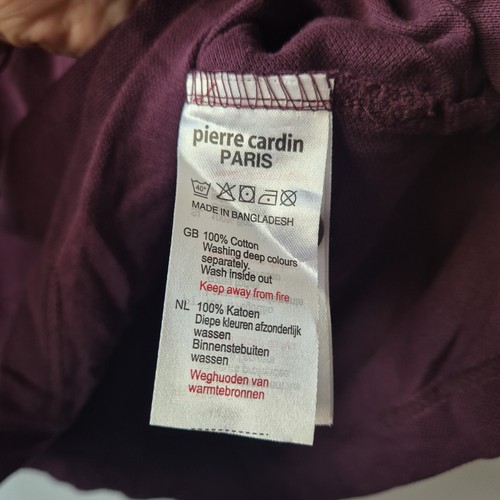 pierre cardin
PARIS
40°
MADE IN BANGLADESH
GB 100% Cotton
Washing deep colours
separately.
Wash inside out
Keep away from fire
NL 100% Katoen
Diepe kleuren afzonderlijk
wassen
Binnenstebuiten
wassen
Weghuoden van
warmtebronnen